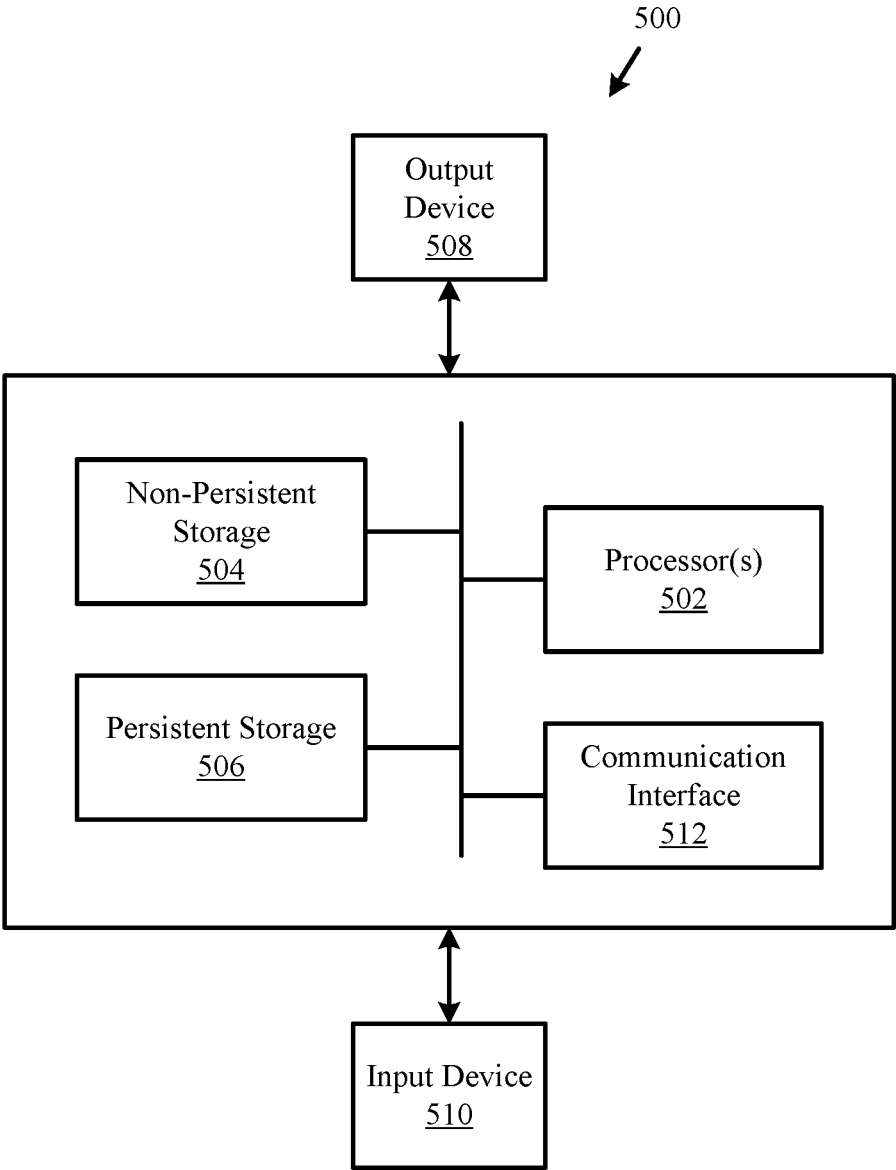 500
Output
Device
508
Non-Persistent
Storage
504
Processor(s)
502
Persistent Storage
506
Communication
Interface
512
Input Device
510